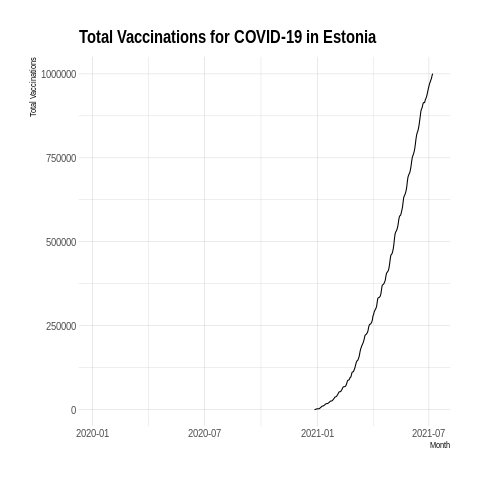 Total Vaccinations for COVID-19 in Estonia
Total Vaccinations
1000000
750000
500000
250000
0
2020-01 2020-07 2021-01 2021-07
Month